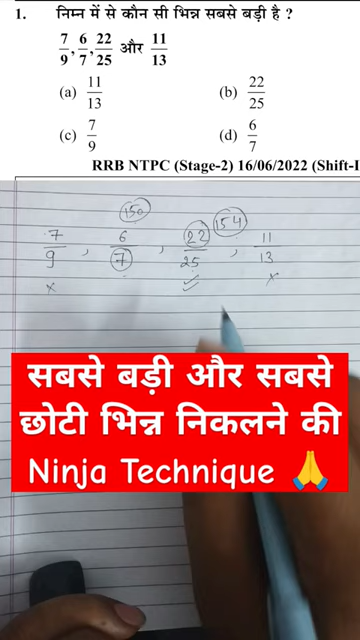 1. निम्न में से कौन सी भिन्न सबसे बड़ी है ?
7/9, 6/7, 22/25 और 11/13
(a) 11/13 (b) 22/25
(c) 7/9 (d) 6/7
RRB NTPC (Stage-2) 16/06/2022 (Shift-I
150 154
7/9, 6/7, 22/25, 11/13
सबसे बड़ी और सबसे
छोटी भिन्न निकलने की
Ninja Technique 🙏